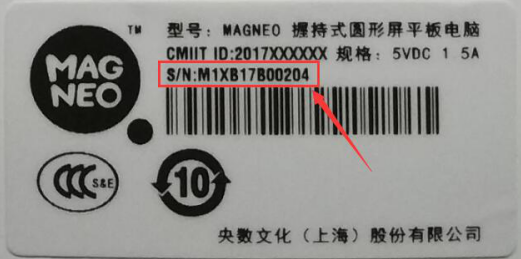 MAG
NEO
TM
型号: MAGNEO 握持式圆形屏平板电脑
CMIIT ID:2017XXXXXX 规格: 5VDC 1 5A
S/N:M1XB17B00204
CCC S&E
10
央数文化（上海）股份有限公司